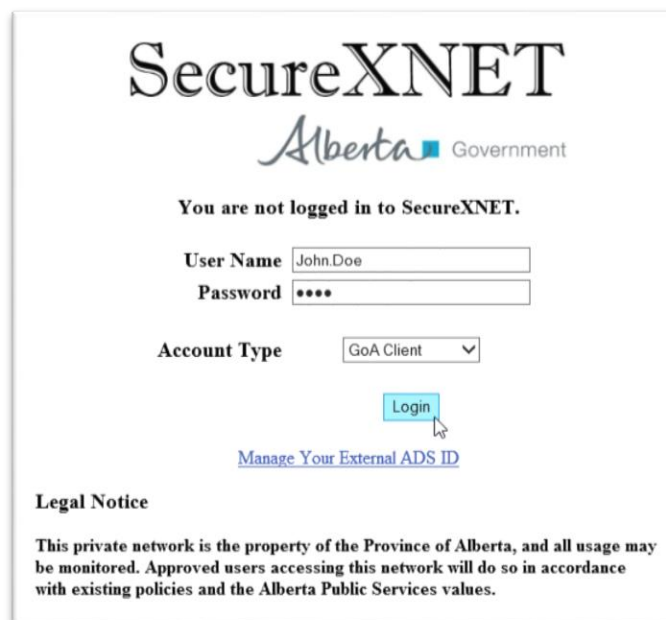 SecureXNET
Alberta Government
You are not logged in to SecureXNET.
User Name John.Doe
Password ••••
Account Type GoA Client
Login
Manage Your External ADS ID
Legal Notice
This private network is the property of the Province of Alberta, and all usage may
be monitored. Approved users accessing this network will do so in accordance
with existing policies and the Alberta Public Services values.